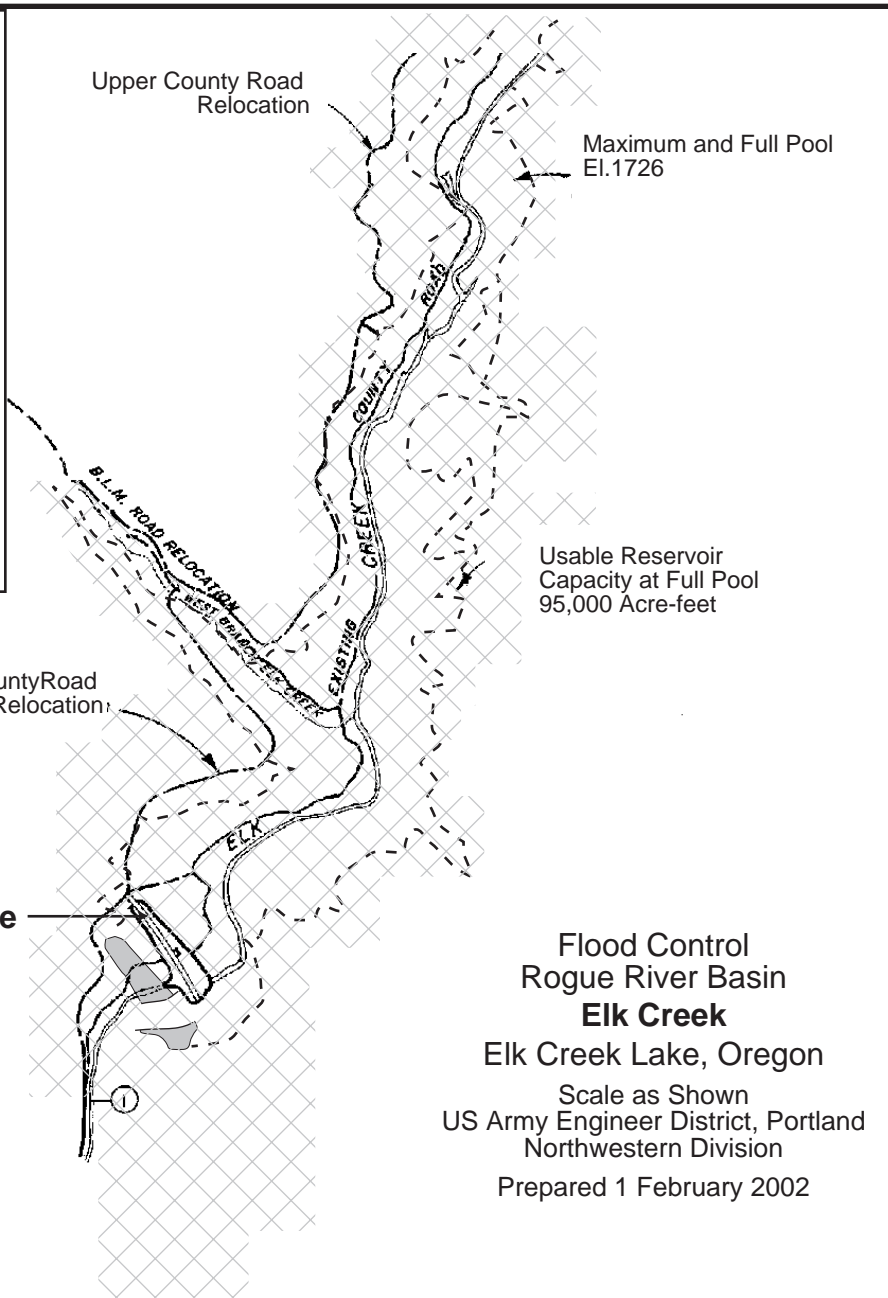 Upper County Road
Relocation
Maximum and Full Pool
El.1726
ROAD
COUNTY
CREEK
EXISTING
B.L.M. ROAD RELOCATION
WEST BRANCH ELK CREEK
Usable Reservoir
Capacity at Full Pool
95,000 Acre-feet
untyRoad
Relocation
ELK
e
1
Flood Control
Rogue River Basin
Elk Creek
Elk Creek Lake, Oregon
Scale as Shown
US Army Engineer District, Portland
Northwestern Division
Prepared 1 February 2002